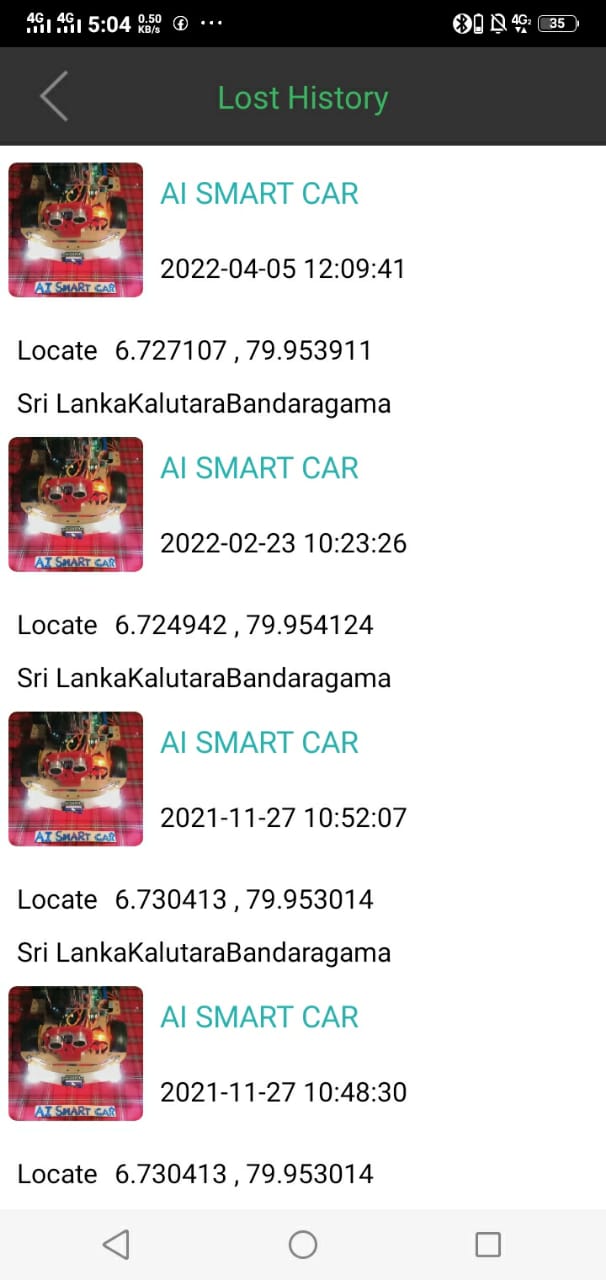 4G 4G 5:04 0.50 KB/s ... 4G2 35
Lost History
AI SMART CAR
2022-04-05 12:09:41
AI SMART CAR
Locate 6.727107 , 79.953911
Sri LankaKalutaraBandaragama
AI SMART CAR
2022-02-23 10:23:26
AI SMART CAR
Locate 6.724942 , 79.954124
Sri LankaKalutaraBandaragama
AI SMART CAR
2021-11-27 10:52:07
AI SMART CAR
Locate 6.730413 , 79.953014
Sri LankaKalutaraBandaragama
AI SMART CAR
2021-11-27 10:48:30
AI SMART CAR
Locate 6.730413 , 79.953014